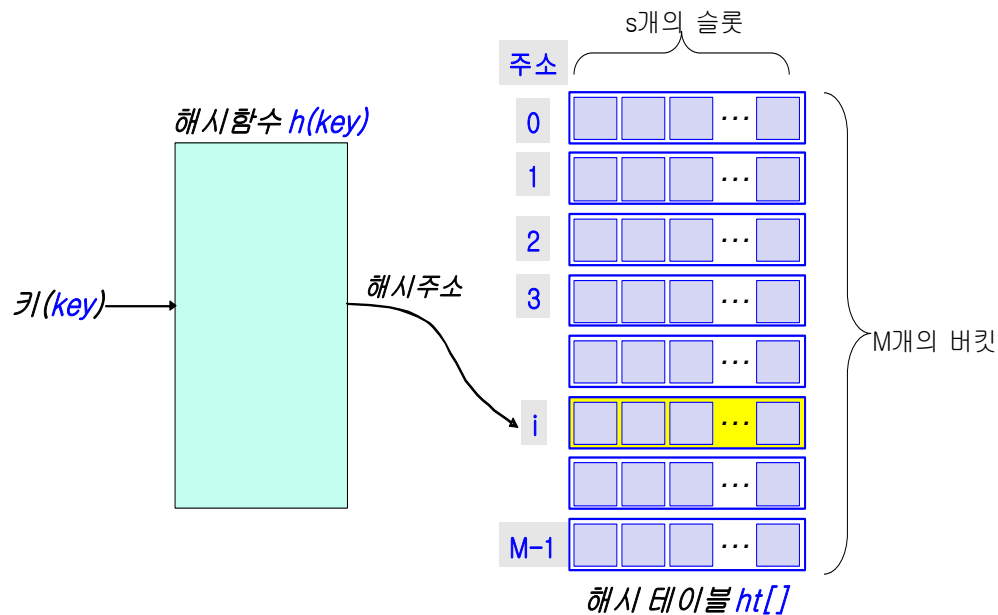 s개의 슬롯
주소
해시함수 h(key)
0
...
1
...
2
...
키(key)
해시주소
3
...
...
M개의 버킷
i
...
...
M-1
...
해시 테이블 ht[]